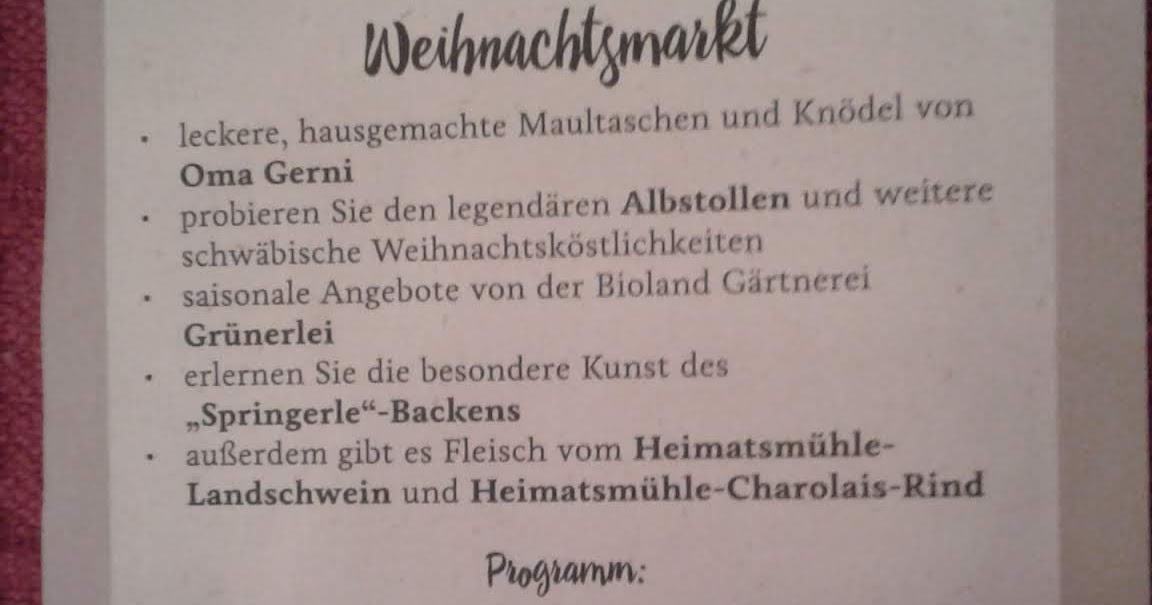 Weihnachtsmarkt
• leckere, hausgemachte Maultaschen und Knödel von
Oma Gerni
• probieren Sie den legendären Albstollen und weitere
schwäbische Weihnachtsköstlichkeiten
• saisonale Angebote von der Bioland Gärtnerei
Grünerlei
• erlernen Sie die besondere Kunst des
„Springerle“-Backens
• außerdem gibt es Fleisch vom Heimatsmühle-
Landschwein und Heimatsmühle-Charolais-Rind
Programm: